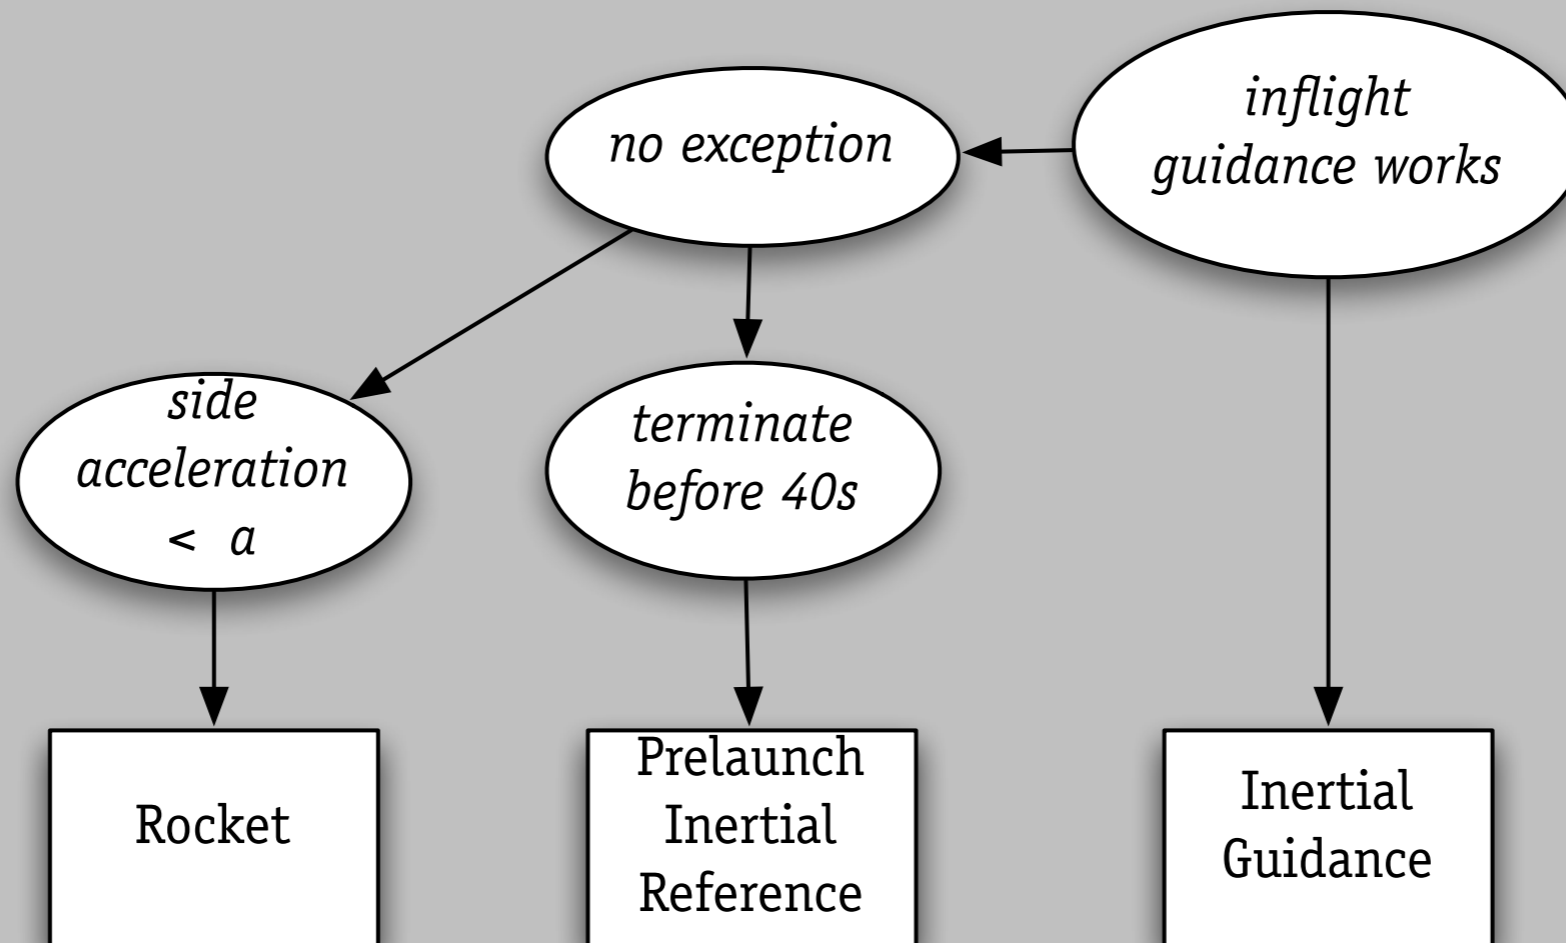 no exception
inflight
guidance works
side
acceleration
< a
terminate
before 40s
Rocket
Prelaunch
Inertial
Reference
Inertial
Guidance